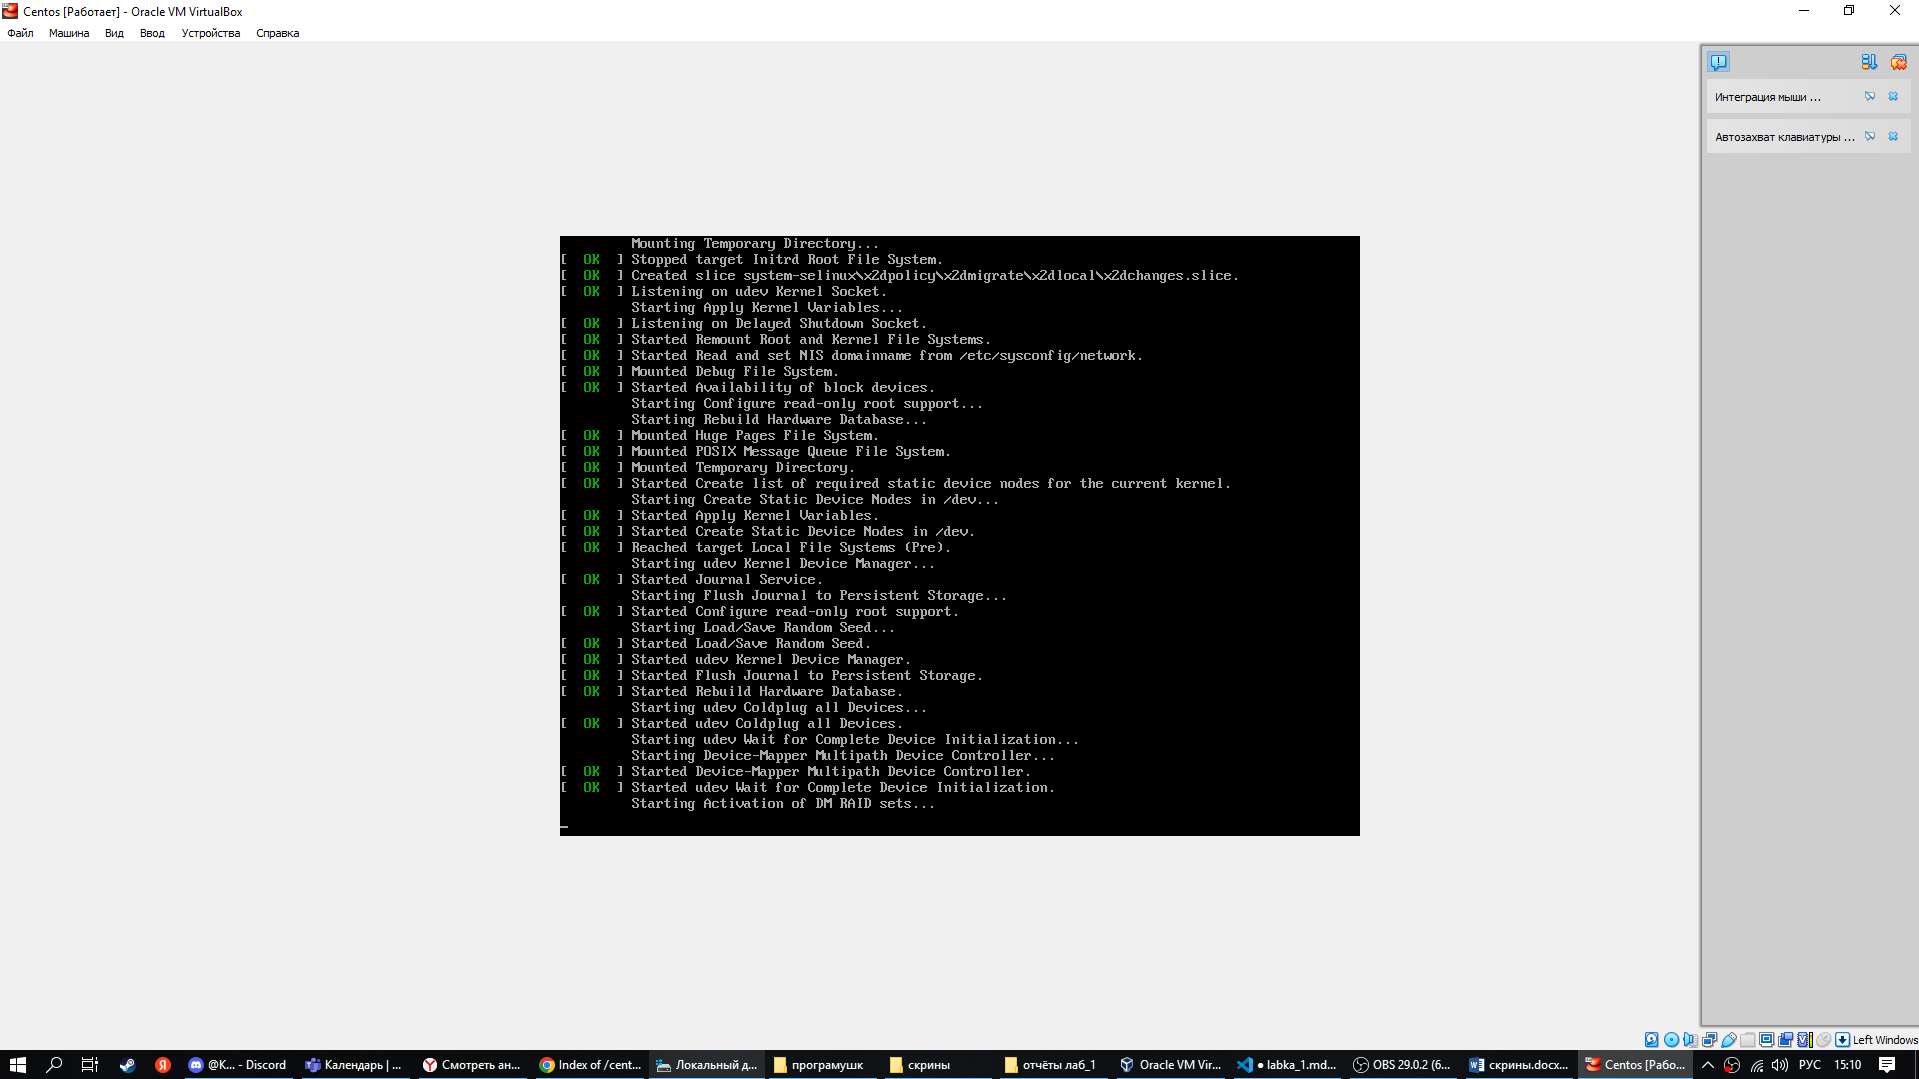 Centos [Работает] - Oracle VM VirtualBox
Файл Машина Вид Ввод Устройства Справка
Интеграция мыши ...
Автозахват клавиатуры ...
Mounting Temporary Directory...
[ OK ] Stopped target Initrd Root File System.
[ OK ] Created slice system-selinux\x2dpolicy\x2dmigrate\x2dlocal\x2dchanges.slice.
[ OK ] Listening on udev Kernel Socket.
Starting Apply Kernel Variables...
[ OK ] Listening on Delayed Shutdown Socket.
[ OK ] Started Remount Root and Kernel File Systems.
[ OK ] Started Read and set NIS domainname from /etc/sysconfig/network.
[ OK ] Mounted Debug File System.
[ OK ] Started Availability of block devices.
Starting Configure read-only root support...
Starting Rebuild Hardware Database...
[ OK ] Mounted Huge Pages File System.
[ OK ] Mounted POSIX Message Queue File System.
[ OK ] Mounted Temporary Directory.
[ OK ] Started Create list of required static device nodes for the current kernel.
Starting Create Static Device Nodes in /dev...
[ OK ] Started Apply Kernel Variables.
[ OK ] Started Create Static Device Nodes in /dev.
[ OK ] Reached target Local File Systems (Pre).
Starting udev Kernel Device Manager...
[ OK ] Started Journal Service.
Starting Flush Journal to Persistent Storage...
[ OK ] Started Configure read-only root support.
Starting Load/Save Random Seed...
[ OK ] Started Load/Save Random Seed.
[ OK ] Started udev Kernel Device Manager.
[ OK ] Started Flush Journal to Persistent Storage.
[ OK ] Started Rebuild Hardware Database.
Starting udev Coldplug all Devices...
[ OK ] Started udev Coldplug all Devices.
Starting udev Wait for Complete Device Initialization...
Starting Device-Mapper Multipath Device Controller...
[ OK ] Started Device-Mapper Multipath Device Controller.
[ OK ] Started udev Wait for Complete Device Initialization.
Starting Activation of DM RAID sets...
Left Windows
@K... - Discord Календарь | ... Смотреть ан... Index of /cent... Локальный д... програмушк скрины отчёты лаб_1 Oracle VM Vir... • labka_1.md... OBS 29.0.2 (6... скрины.docx... Centos [Рабо... РУС 15:10